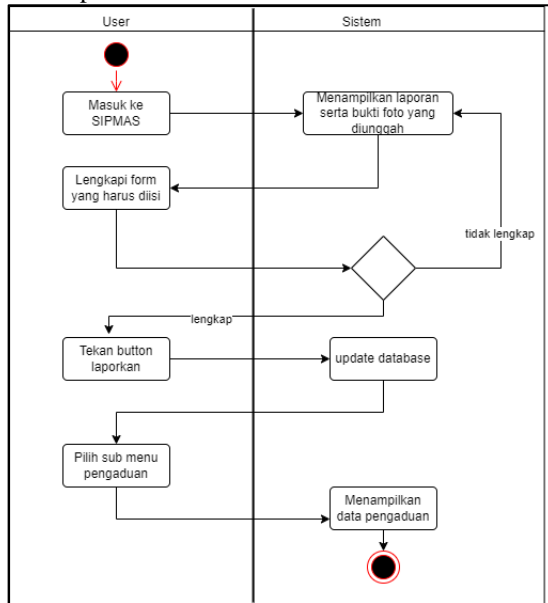 User
Sistem
Masuk ke
SIPMAS
Menampilkan laporan
serta bukti foto yang
diunggah
Lengkapi form
yang harus diisi
tidak lengkap
lengkap
Tekan button
laporkan
update database
Pilih sub menu
pengaduan
Menampilkan
data pengaduan